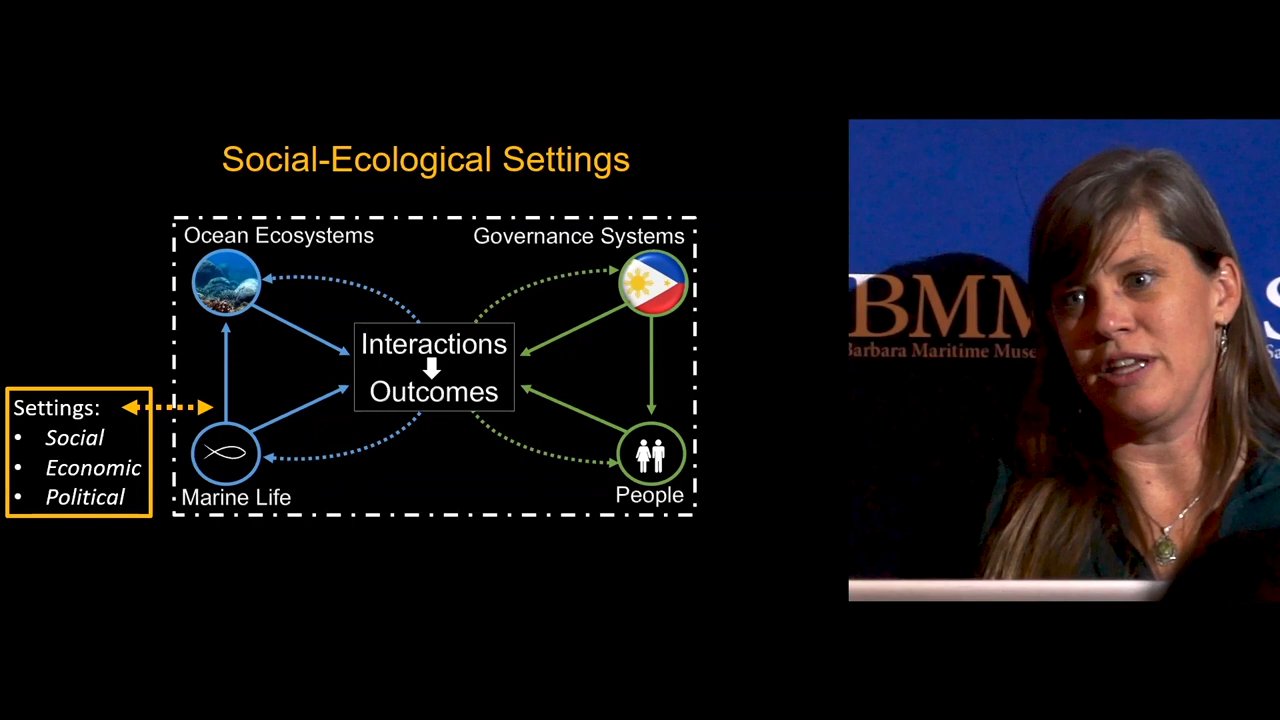 Social-Ecological Settings
Ocean Ecosystems
Governance Systems
Interactions
Outcomes
Settings:
• Social
• Economic
• Political
Marine Life
People
BMM
Barbara Maritime